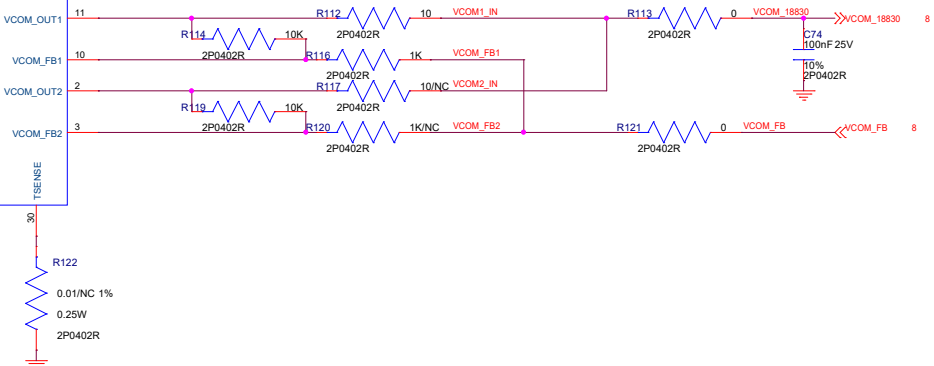 VCOM_OUT1 11 R112 10 VCOM1_IN R113 0 VCOM_18830 VCOM_18830 8
2P0402R 2P0402R
R114 10K C74
2P0402R 100nF 25V
10%
2P0402R
VCOM_FB1 10 R116 1K VCOM_FB1
2P0402R
VCOM_OUT2 2 R117 10/NC VCOM2_IN
2P0402R
R119 10K
2P0402R
VCOM_FB2 3 R120 1K/NC VCOM_FB2 R121 0 VCOM_FB VCOM_FB 8
2P0402R 2P0402R
TSENSE
30
R122
0.01/NC 1%
0.25W
2P0402R